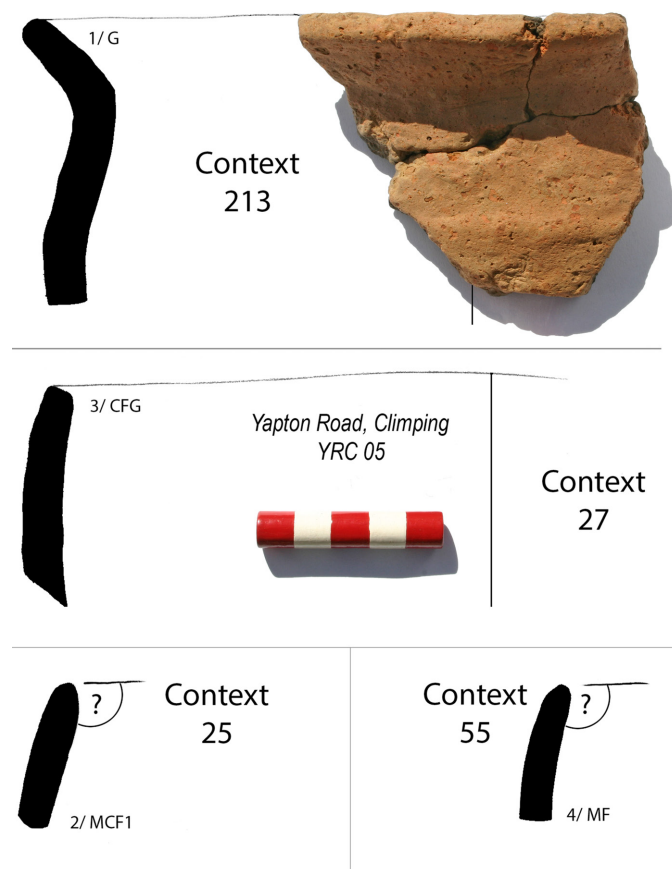 1/ G
Context
213
3/ CFG
Yapton Road, Climping
YRC 05
Context
27
?
Context
25
2/ MCF1
Context
55
?
4/ MF